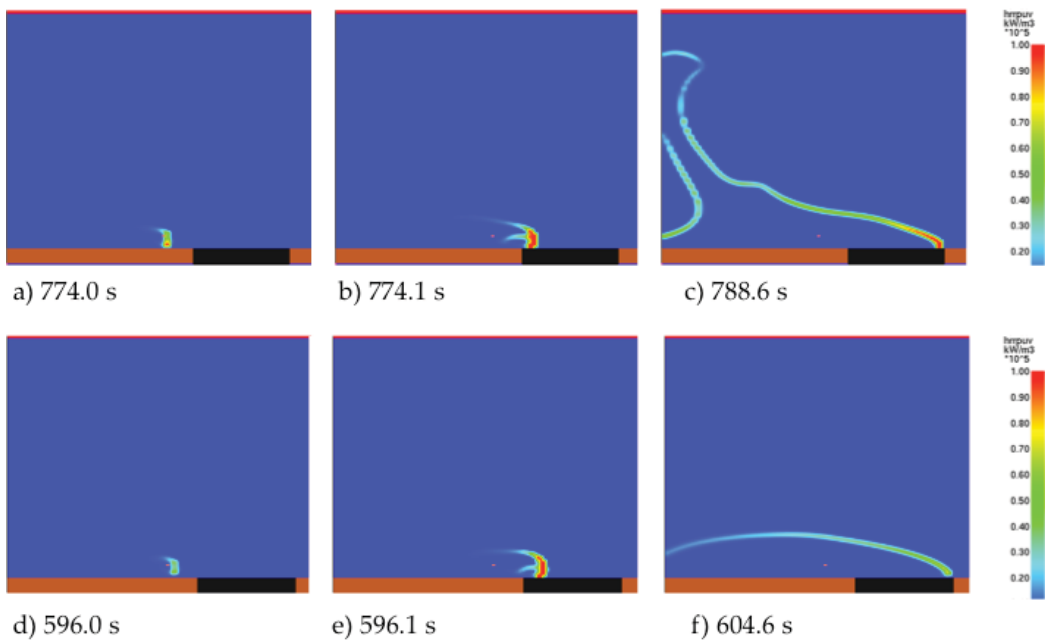 hrrpuv
kW/m3
*10^5
1.00
0.90
0.80
0.70
0.60
0.50
0.40
0.30
0.20
a) 774.0 s
b) 774.1 s
c) 788.6 s
hrrpuv
kW/m3
*10^5
1.00
0.90
0.80
0.70
0.60
0.50
0.40
0.30
0.20
d) 596.0 s
e) 596.1 s
f) 604.6 s